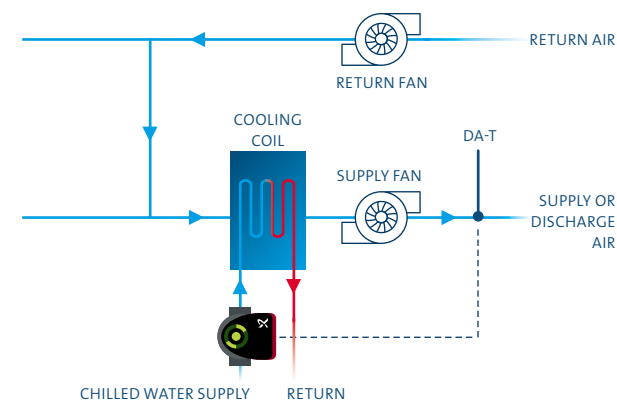 RETURN AIR
RETURN FAN
COOLING
COIL
DA-T
SUPPLY FAN
SUPPLY OR
DISCHARGE
AIR
CHILLED WATER SUPPLY
RETURN